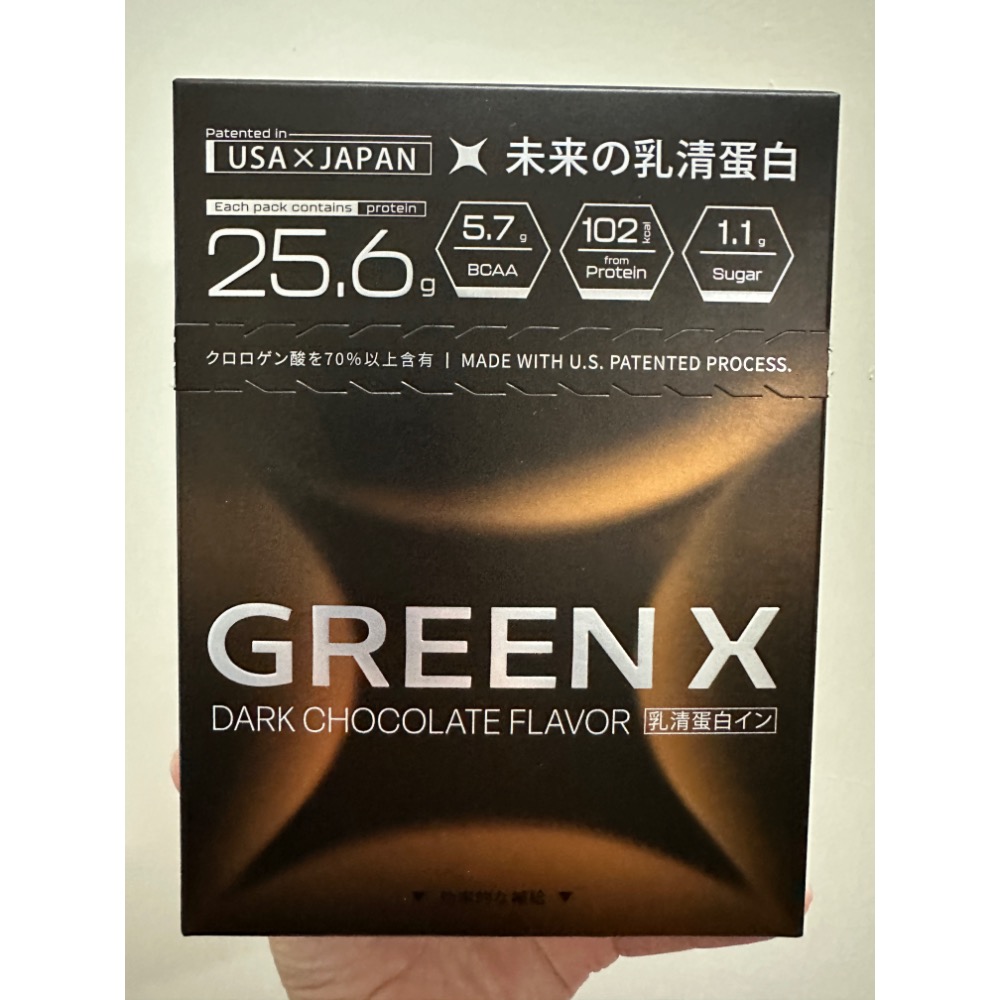 Patented in
USA×JAPAN
未来の乳清蛋白
Each pack contains protein
25.6g
5.7g
BCAA
102kcal
from
Protein
1.1g
Sugar
クロロゲン酸を70%以上含有 | MADE WITH U.S. PATENTED PROCESS.
GREEN X
DARK CHOCOLATE FLAVOR 乳清蛋白イン